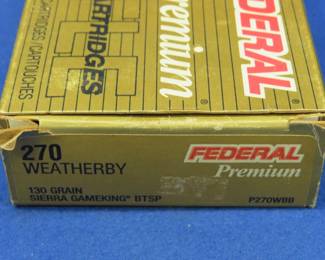 FEDERAL
Premium
CARTRIDGES
CARTRIDGES/CARTOUCHES
270
WEATHERBY
FEDERAL
Premium
130 GRAIN
SIERRA GAMEKING® BTSP
P270WBB